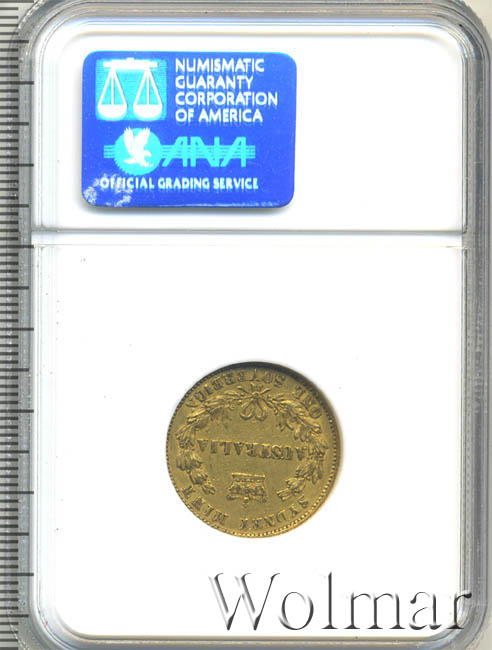 NUMISMATIC
GUARANTY
CORPORATION
OF AMERICA
ANA
OFFICIAL GRADING SERVICE
SYDNEY MINT
AUSTRALIA
ONE SOVEREIGN
Wolmar